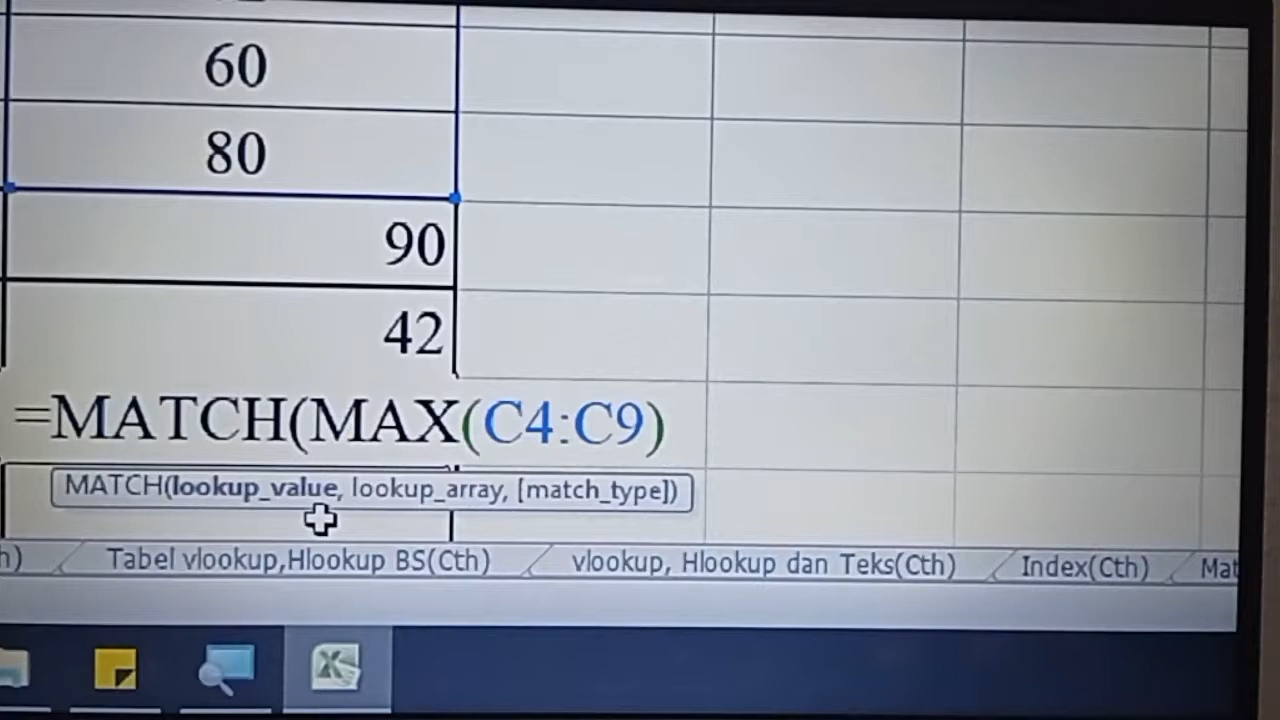 60
80
90
42
=MATCH(MAX(C4:C9)
MATCH(lookup_value, lookup_array, [match_type])
Tabel vlookup,Hlookup BS(Cth) vlookup, Hlookup dan Teks(Cth) Index(Cth)